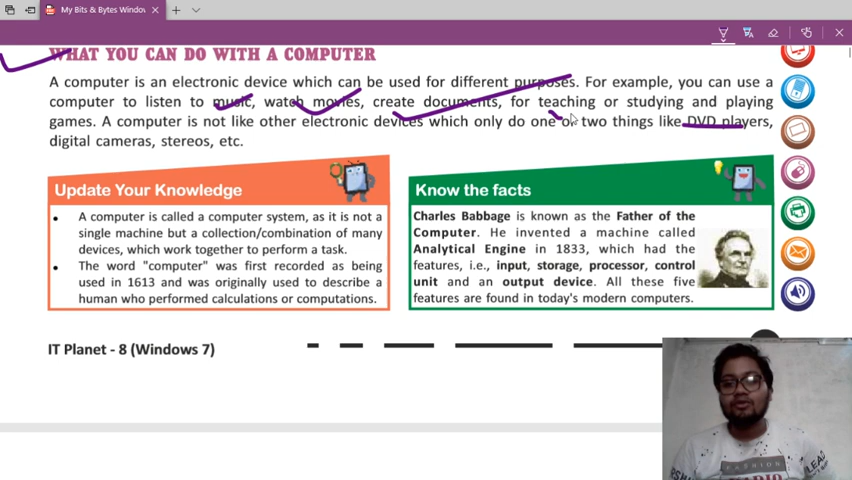 My Bits & Bytes Window
WHAT YOU CAN DO WITH A COMPUTER
A computer is an electronic device which can be used for different purposes. For example, you can use a
computer to listen to music, watch movies, create documents, for teaching or studying and playing
games. A computer is not like other electronic devices which only do one or two things like DVD players,
digital cameras, stereos, etc.
Update Your Knowledge
• A computer is called a computer system, as it is not a
single machine but a collection/combination of many
devices, which work together to perform a task.
• The word "computer" was first recorded as being
used in 1613 and was originally used to describe a
human who performed calculations or computations.
Know the facts
Charles Babbage is known as the Father of the
Computer. He invented a machine called
Analytical Engine in 1833, which had the
features, i.e., input, storage, processor, control
unit and an output device. All these five
features are found in today's modern computers.
IT Planet - 8 (Windows 7)
FASHION